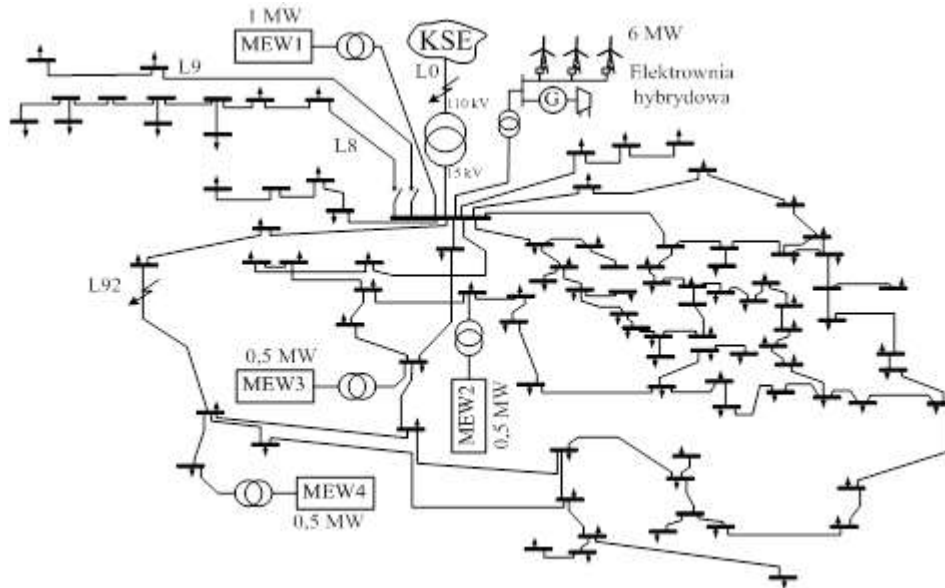 1 MW
MEW1
KSE
6 MW
L9
L0
Elektrownia
hybrydowa
110 kV
G
L8
15 kV
L92
0,5 MW
MEW3
MEW2
0,5 MW
MEW4
0,5 MW